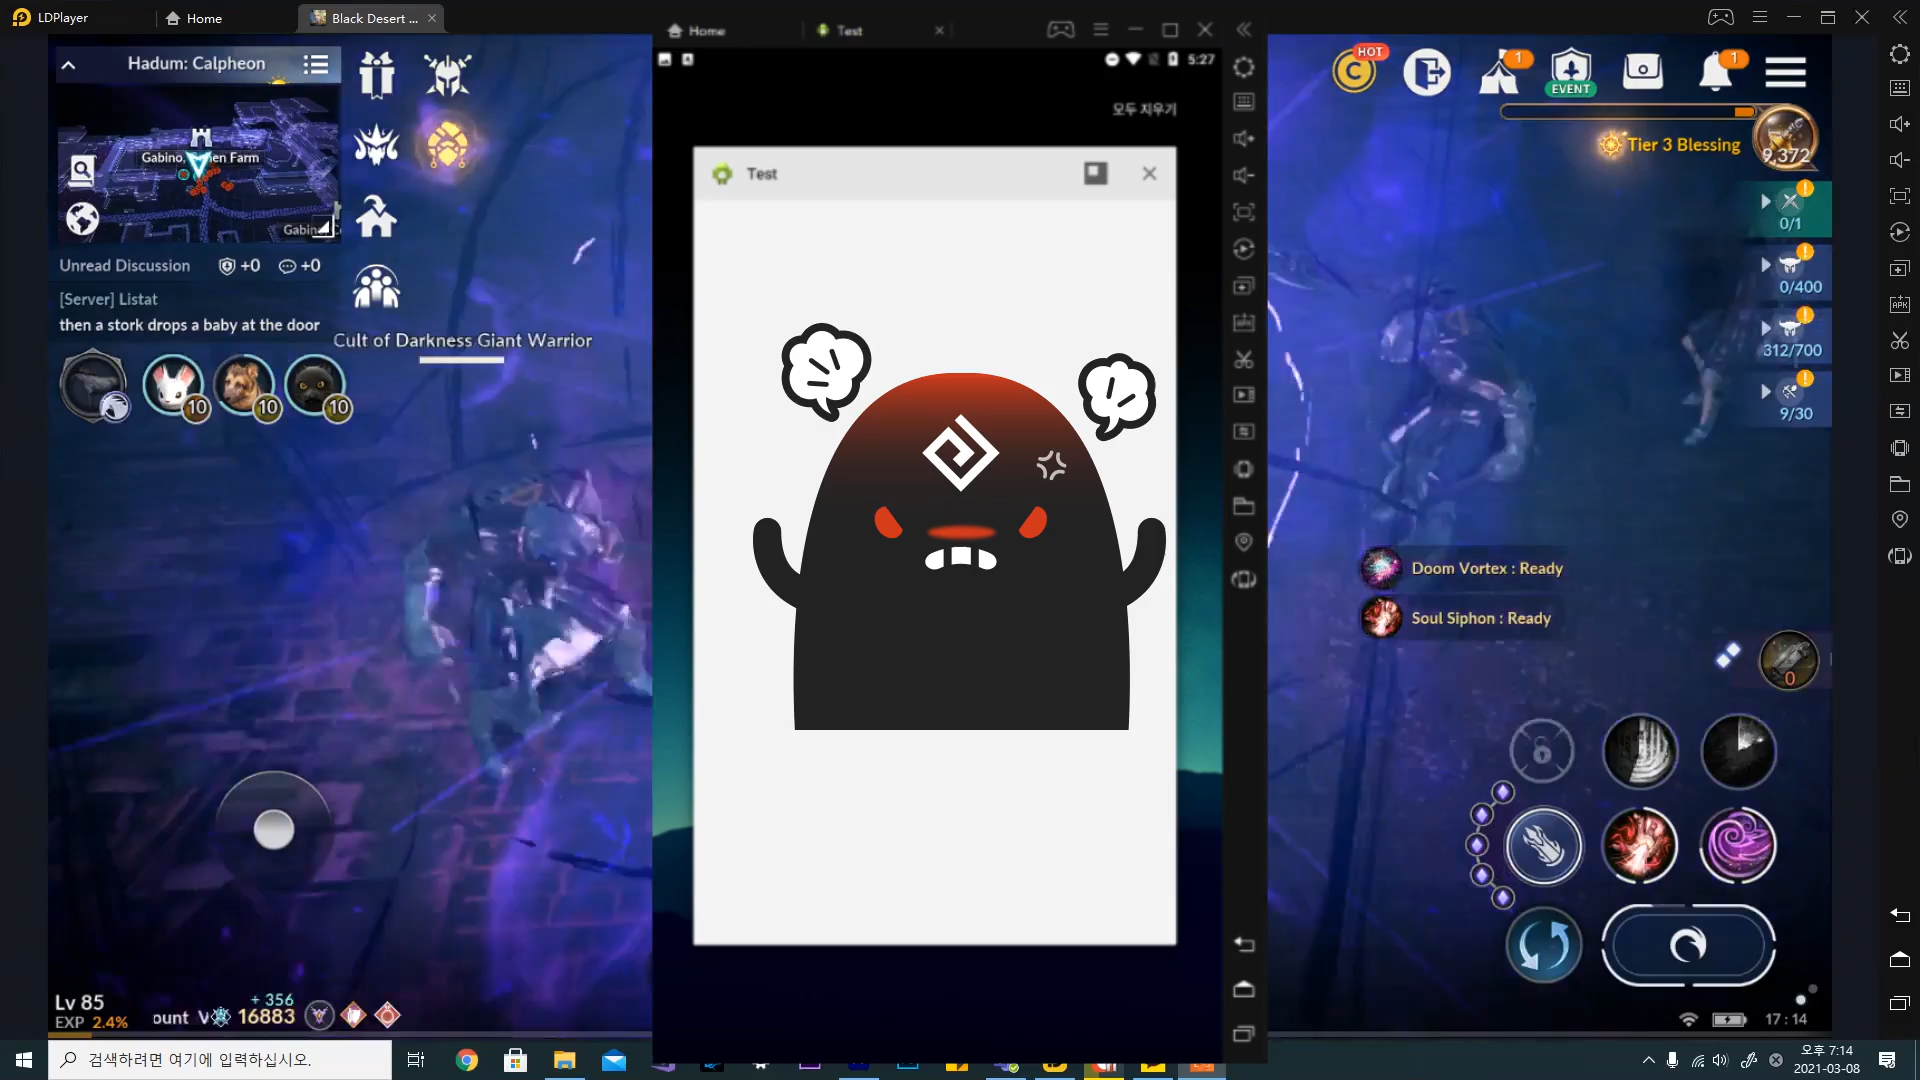 LDPlayer
Home
Black Desert ...
Home
Test
5:27
모두 지우기
Test
Hadum: Calpheon
Unread Discussion
+0
+0
[Server] Listat
then a stork drops a baby at the door
10
10
10
Cult of Darkness Giant Warrior
HOT
1
EVENT
1
Tier 3 Blessing
9,372
0/1
0/400
312/700
9/30
Doom Vortex : Ready
Soul Siphon : Ready
0
Lv 85
EXP 2.4%
ount
+ 356
16883
17 : 14
검색하려면 여기에 입력하십시오.
오후 7:14
2021-03-08